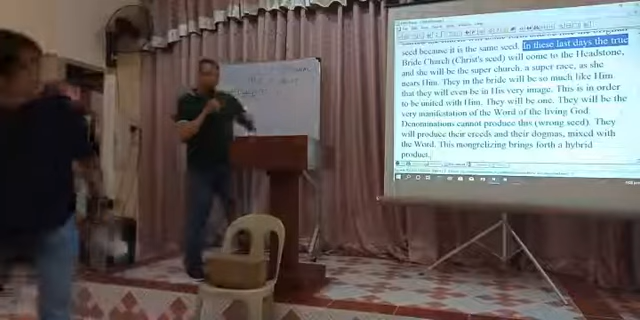 seed because it is the same seed. In these last days the true
Bride Church (Christ's seed) will come to the Headstone,
and she will be the super church, a super race, as she
nears Him. They in the bride will be so much like Him
that they will even be in His very image. This is in order
to be united with Him. They will be one. They will be the
very manifestation of the Word of the living God.
Denominations cannot produce this (wrong seed). They
will produce their creeds and their dogmas, mixed with
the Word. This mongrelizing brings forth a hybrid
product.